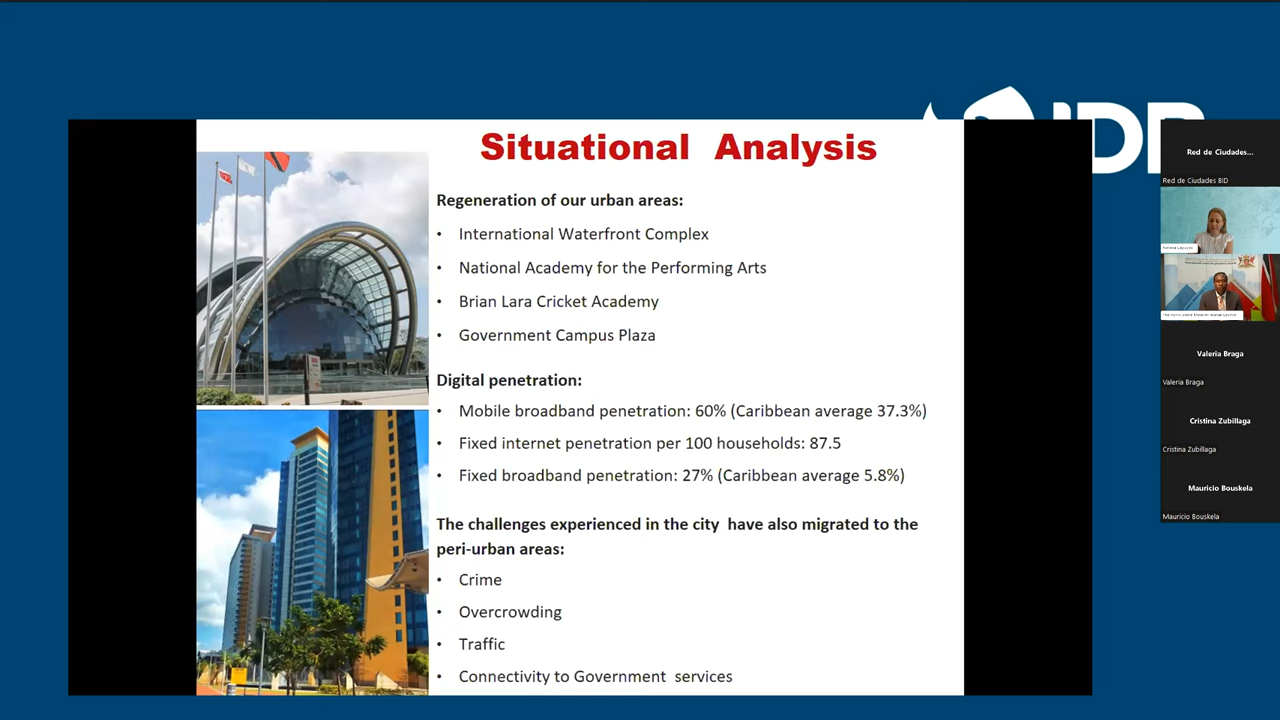 Situational Analysis
Regeneration of our urban areas:
• International Waterfront Complex
• National Academy for the Performing Arts
• Brian Lara Cricket Academy
• Government Campus Plaza
Digital penetration:
• Mobile broadband penetration: 60% (Caribbean average 37.3%)
• Fixed internet penetration per 100 households: 87.5
• Fixed broadband penetration: 27% (Caribbean average 5.8%)
The challenges experienced in the city have also migrated to the
peri-urban areas:
• Crime
• Overcrowding
• Traffic
• Connectivity to Government services
Red de Ciudades...
Red de Ciudades BID
Valeria Braga
Valeria Braga
Cristina Zubillaga
Cristina Zubillaga
Mauricio Bouskela
Mauricio Bouskela